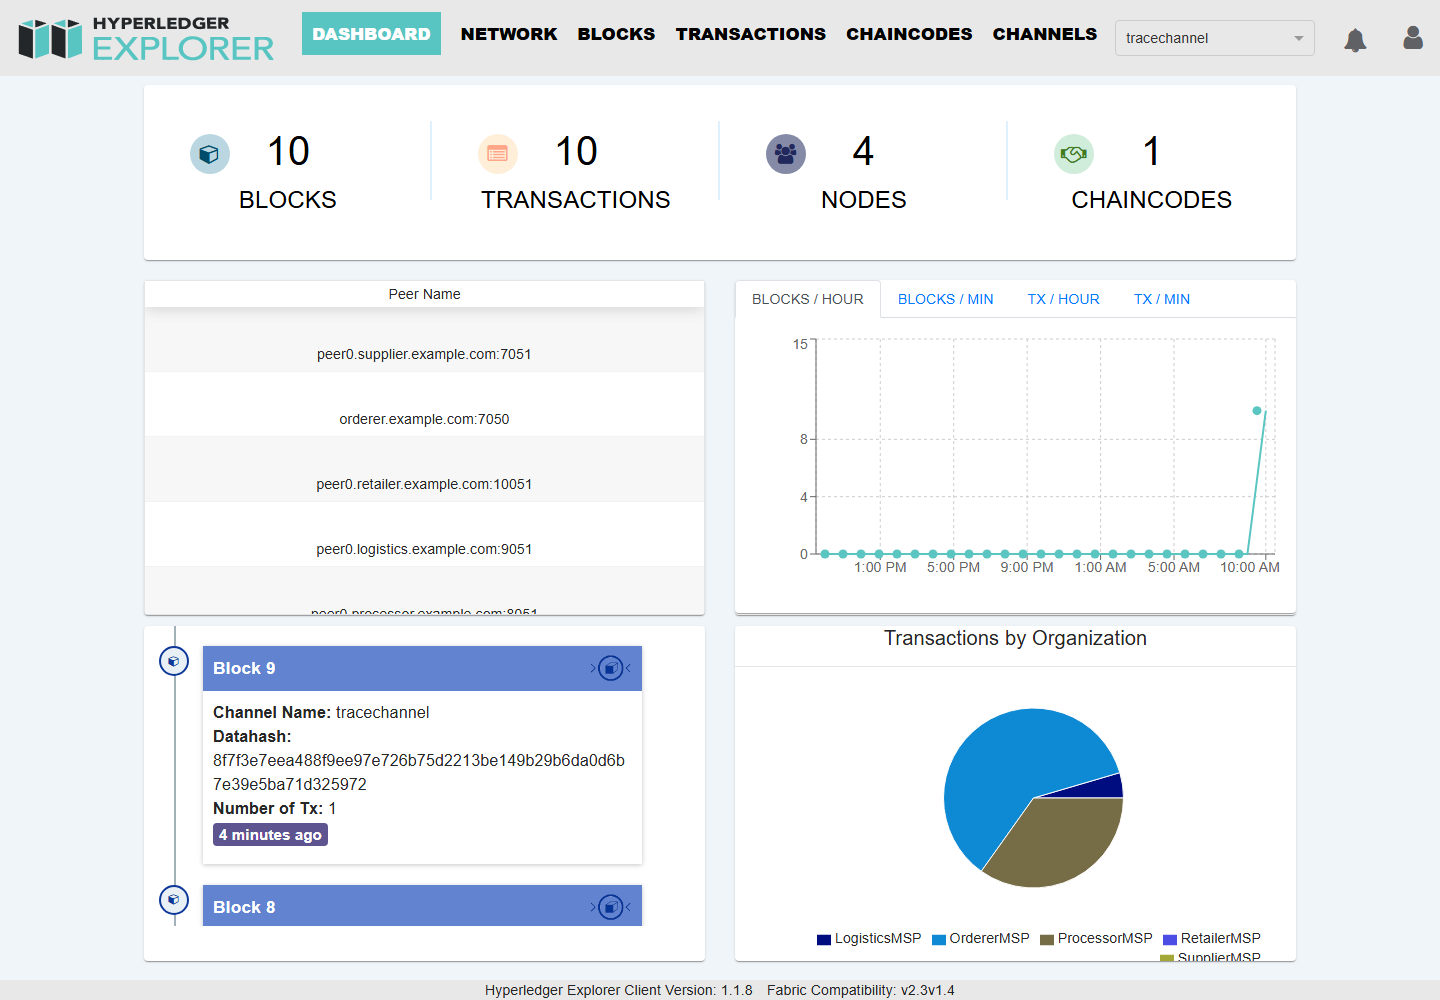 HYPERLEDGER
EXPLORER
DASHBOARD NETWORK BLOCKS TRANSACTIONS CHAINCODES CHANNELS tracechannel
10 10 4 1
BLOCKS TRANSACTIONS NODES CHAINCODES
Peer Name
peer0.supplier.example.com:7051
orderer.example.com:7050
peer0.retailer.example.com:10051
peer0.logistics.example.com:9051
peer0.processor.example.com:8051
BLOCKS / HOUR BLOCKS / MIN TX / HOUR TX / MIN
15
8
4
0
1:00 PM 5:00 PM 9:00 PM 1:00 AM 5:00 AM 10:00 AM
Block 9
Channel Name: tracechannel
Datahash:
8f7f3e7eea488f9ee97e726b75d2213be149b29b6da0d6b
7e39e5ba71d325972
Number of Tx: 1
4 minutes ago
Block 8
Transactions by Organization
LogisticsMSP OrdererMSP ProcessorMSP RetailerMSP
SupplierMSP
Hyperledger Explorer Client Version: 1.1.8 Fabric Compatibility: v2.3v1.4